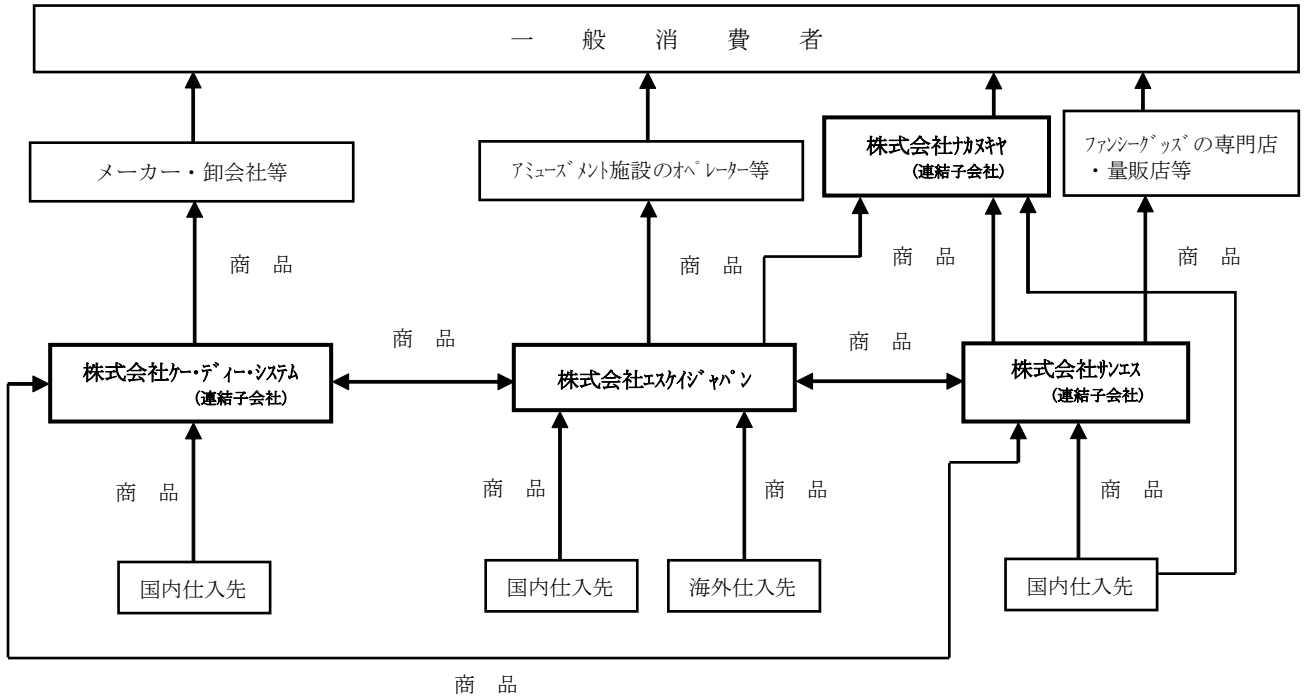 一 般 消 費 者
株式会社ﾅｶﾇｷﾔ
(連結子会社)
ﾌｧﾝｼｰｸﾞｯｽﾞの専門店
・量販店等
メーカー・卸会社等
ｱﾐｭｰｽﾞﾒﾝﾄ施設のｵﾍﾟﾚｰﾀｰ等
商 品
商 品
商 品
商 品
商 品
商 品
株式会社ｹｰ・ﾃﾞｨｰ・ｼｽﾃﾑ
(連結子会社)
株式会社ｴｽｹｲｼﾞｬﾊﾟﾝ
株式会社ｻﾝｴｽ
(連結子会社)
商 品
商 品
商 品
商 品
国内仕入先
国内仕入先
海外仕入先
国内仕入先
商 品